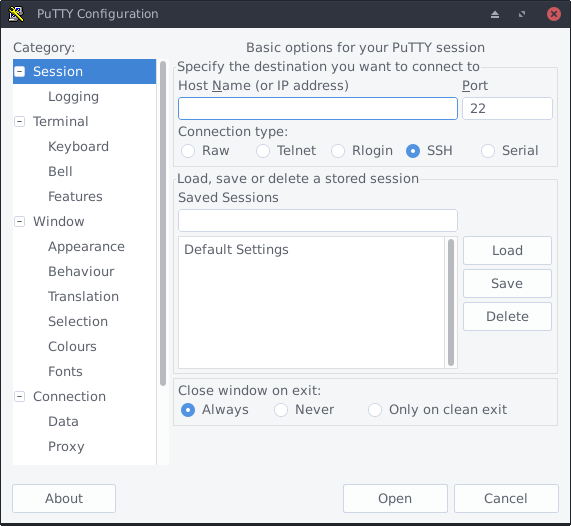 PuTTY Configuration
Category:
Session
Logging
Terminal
Keyboard
Bell
Features
Window
Appearance
Behaviour
Translation
Selection
Colours
Fonts
Connection
Data
Proxy
Basic options for your PuTTY session
Specify the destination you want to connect to
Host Name (or IP address) Port
22
Connection type:
Raw Telnet Rlogin SSH Serial
Load, save or delete a stored session
Saved Sessions
Default Settings
Load
Save
Delete
Close window on exit:
Always Never Only on clean exit
About Open Cancel